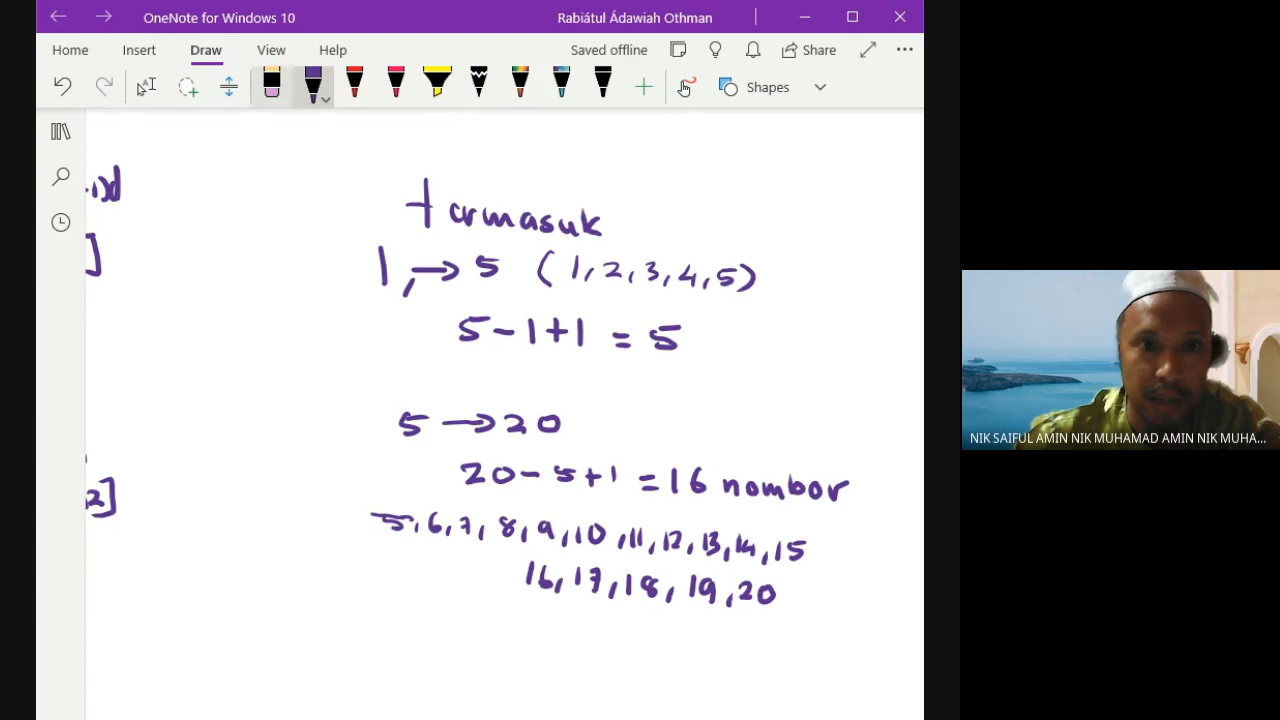 OneNote for Windows 10
Rabiátul Ádawiah Othman
Home Insert Draw View Help
Saved offline
Share
Shapes
termasuk
1, → 5 (1, 2, 3, 4, 5)
5 - 1 + 1 = 5
5 → 20
20 - 5 + 1 = 16 nombor
5, 6, 7, 8, 9, 10, 11, 12, 13, 14, 15
16, 17, 18, 19, 20
]
2]
NIK SAIFUL AMIN NIK MUHAMAD AMIN NIK MUHA...